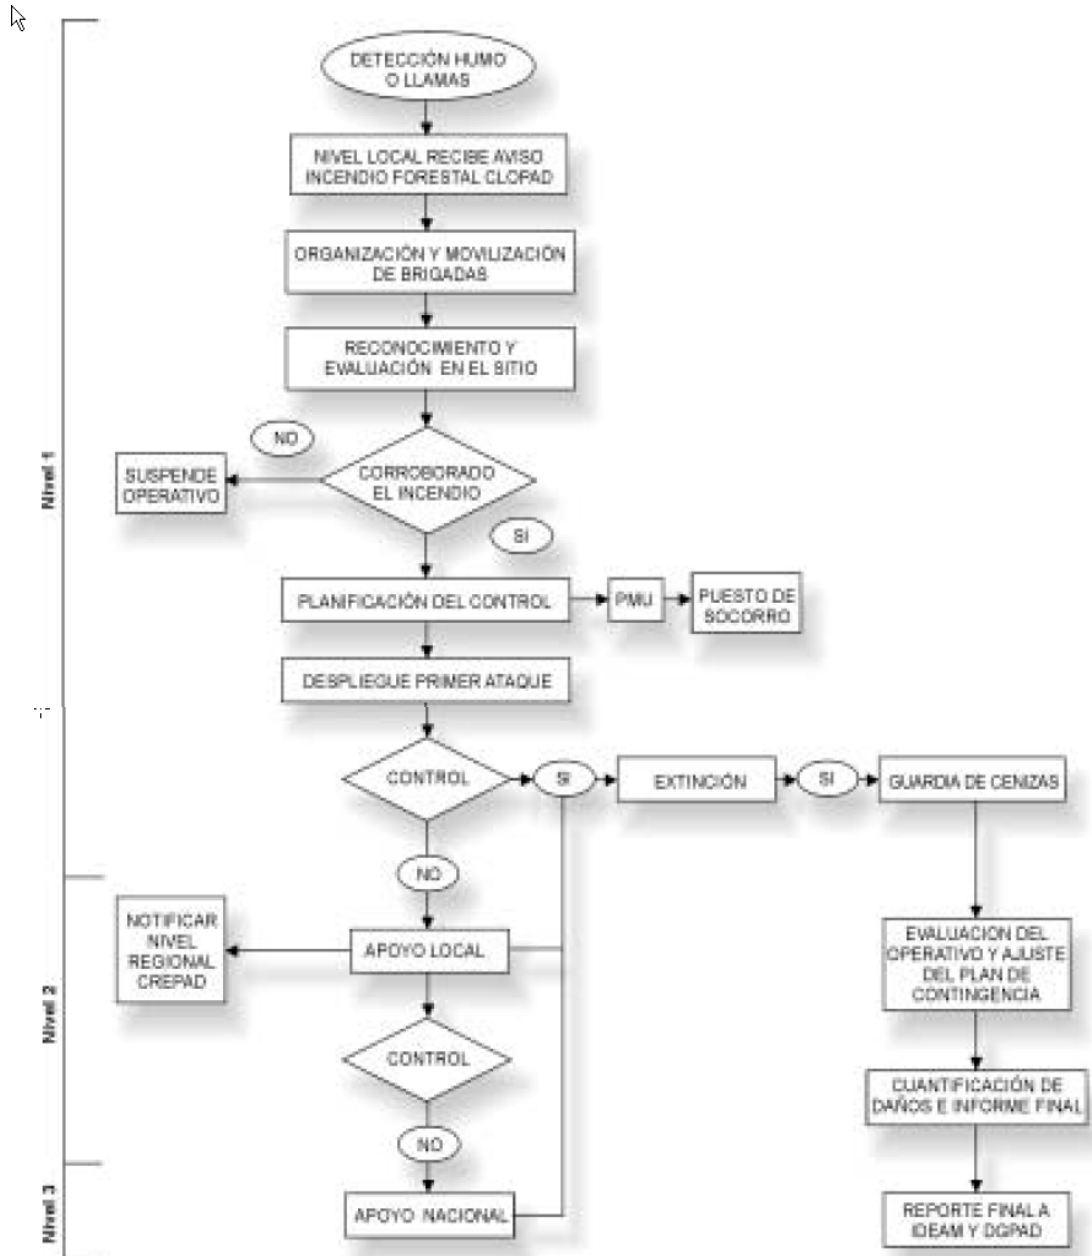 DETECCIÓN HUMO
O LLAMAS
NIVEL LOCAL RECIBE AVISO
INCENDIO FORESTAL CLOPAD
ORGANIZACIÓN Y MOVILIZACIÓN
DE BRIGADAS
RECONOCIMIENTO Y
EVALUACIÓN EN EL SITIO
NO
CORROBORADO
EL INCENDIO
SUSPENDE
OPERATIVO
Nivel 1
SI
PLANIFICACIÓN DEL CONTROL
PMU
PUESTO DE
SOCORRO
DESPLIEGUE PRIMER ATAQUE
CONTROL
SI
EXTINCIÓN
SI
GUARDIA DE CENIZAS
NO
NOTIFICAR
NIVEL
REGIONAL
CREPAD
APOYO LOCAL
EVALUACION DEL
OPERATIVO Y AJUSTE
DEL PLAN DE
CONTINGENCIA
Nivel 2
CONTROL
CUANTIFICACIÓN DE
DAÑOS E INFORME FINAL
NO
Nivel 3
APOYO NACIONAL
REPORTE FINAL A
IDEAM Y DGPAD